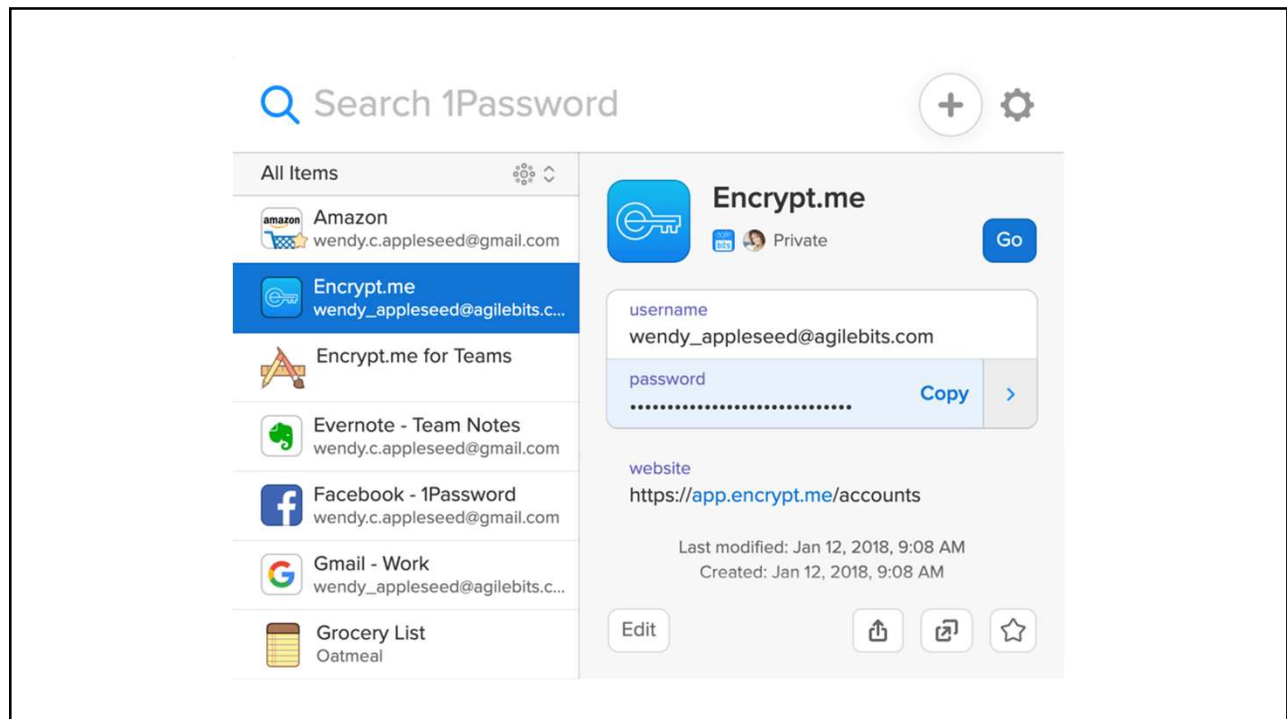 Search 1Password
All Items
amazon
Amazon
wendy.c.appleseed@gmail.com
Encrypt.me
wendy_appleseed@agilebits.c...
Encrypt.me for Teams
Evernote - Team Notes
wendy.c.appleseed@gmail.com
Facebook - 1Password
wendy.c.appleseed@gmail.com
Gmail - Work
wendy_appleseed@agilebits.c...
Grocery List
Oatmeal
Encrypt.me
agile
bits
Private
Go
username
wendy_appleseed@agilebits.com
password
Copy
website
https://app.encrypt.me/accounts
Last modified: Jan 12, 2018, 9:08 AM
Created: Jan 12, 2018, 9:08 AM
Edit